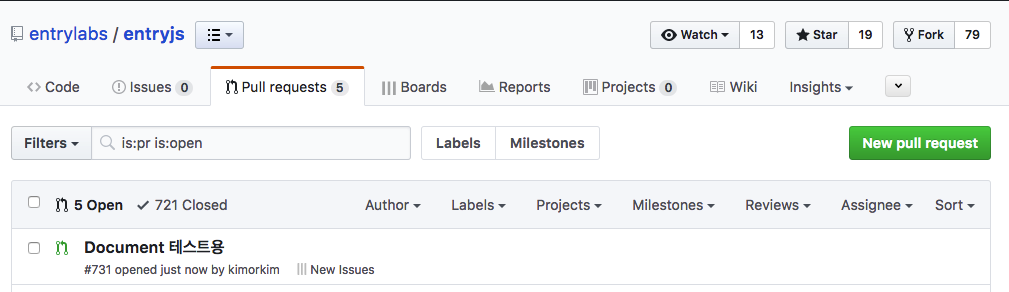 entrylabs / entryjs
Watch 13 Star 19 Fork 79
Code Issues 0 Pull requests 5 Boards Reports Projects 0 Wiki Insights
Filters is:pr is:open Labels Milestones New pull request
5 Open 721 Closed Author Labels Projects Milestones Reviews Assignee Sort
Document 테스트용
#731 opened just now by kimorkim New Issues